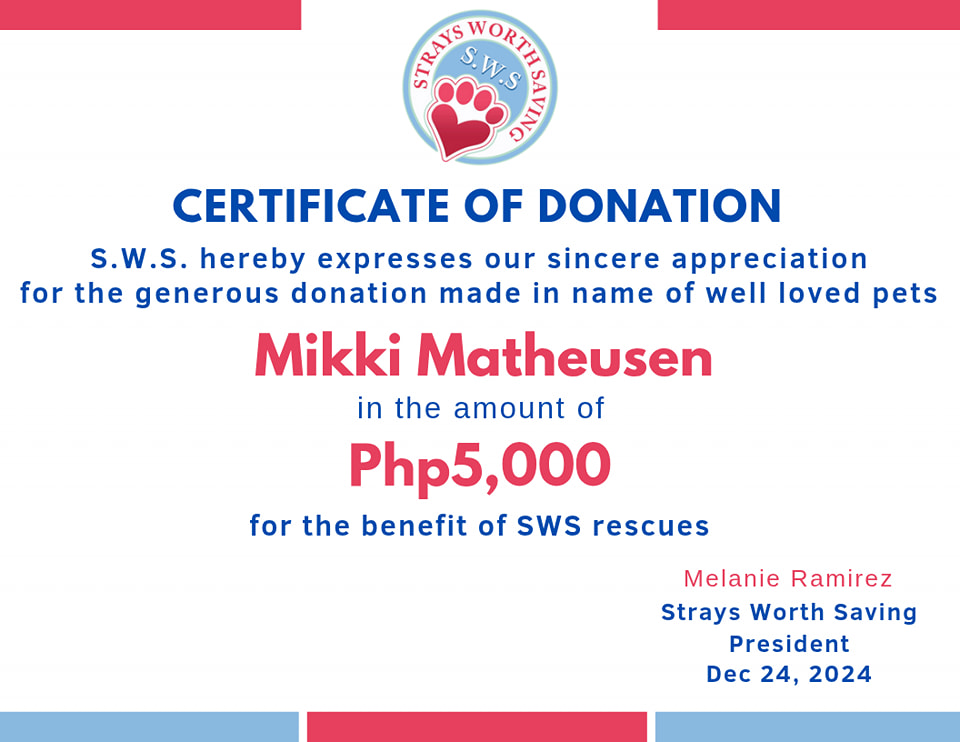 STRAYS WORTH SAVING
S.W.S
CERTIFICATE OF DONATION
S.W.S. hereby expresses our sincere appreciation
for the generous donation made in name of well loved pets
Mikki Matheusen
in the amount of
Php5,000
for the benefit of SWS rescues
Melanie Ramirez
Strays Worth Saving
President
Dec 24, 2024